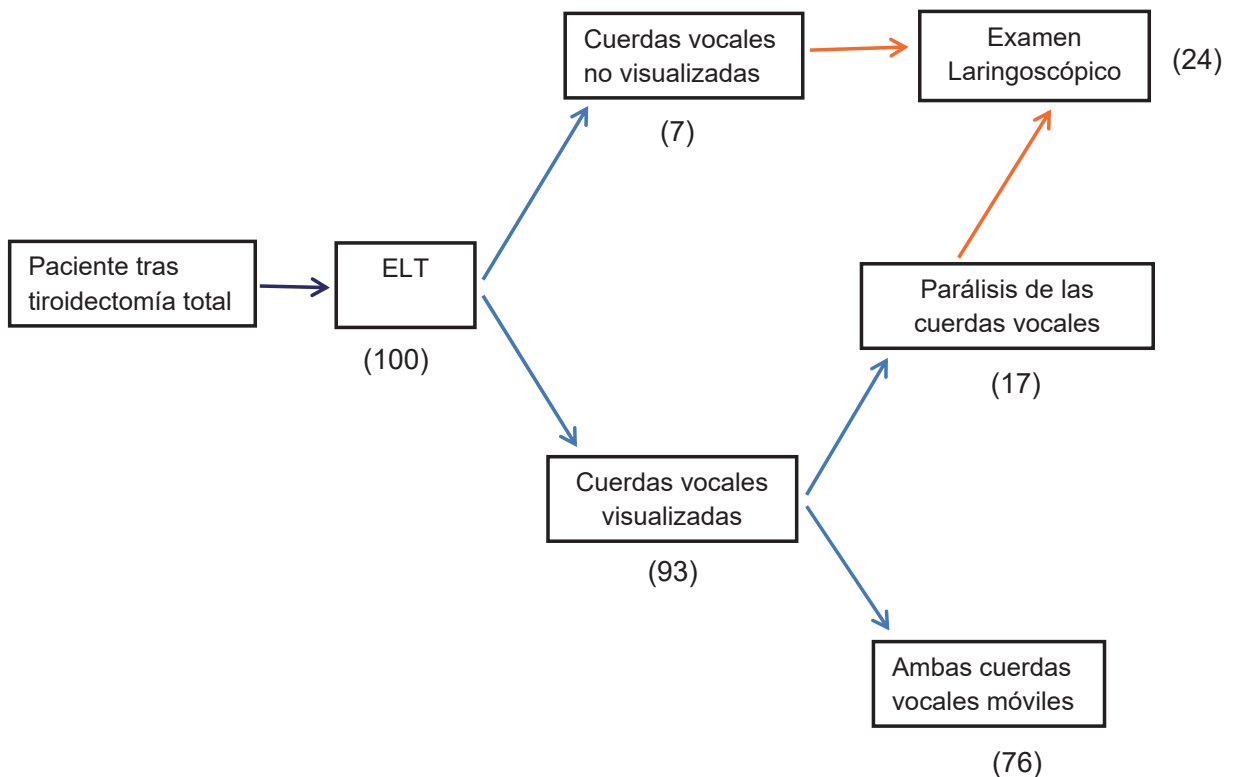 Cuerdas vocales
no visualizadas
(7)
Examen
Laringoscópico
(24)
Paciente tras
tiroidectomía total
ELT
(100)
Parálisis de las
cuerdas vocales
(17)
Cuerdas vocales
visualizadas
(93)
Ambas cuerdas
vocales móviles
(76)